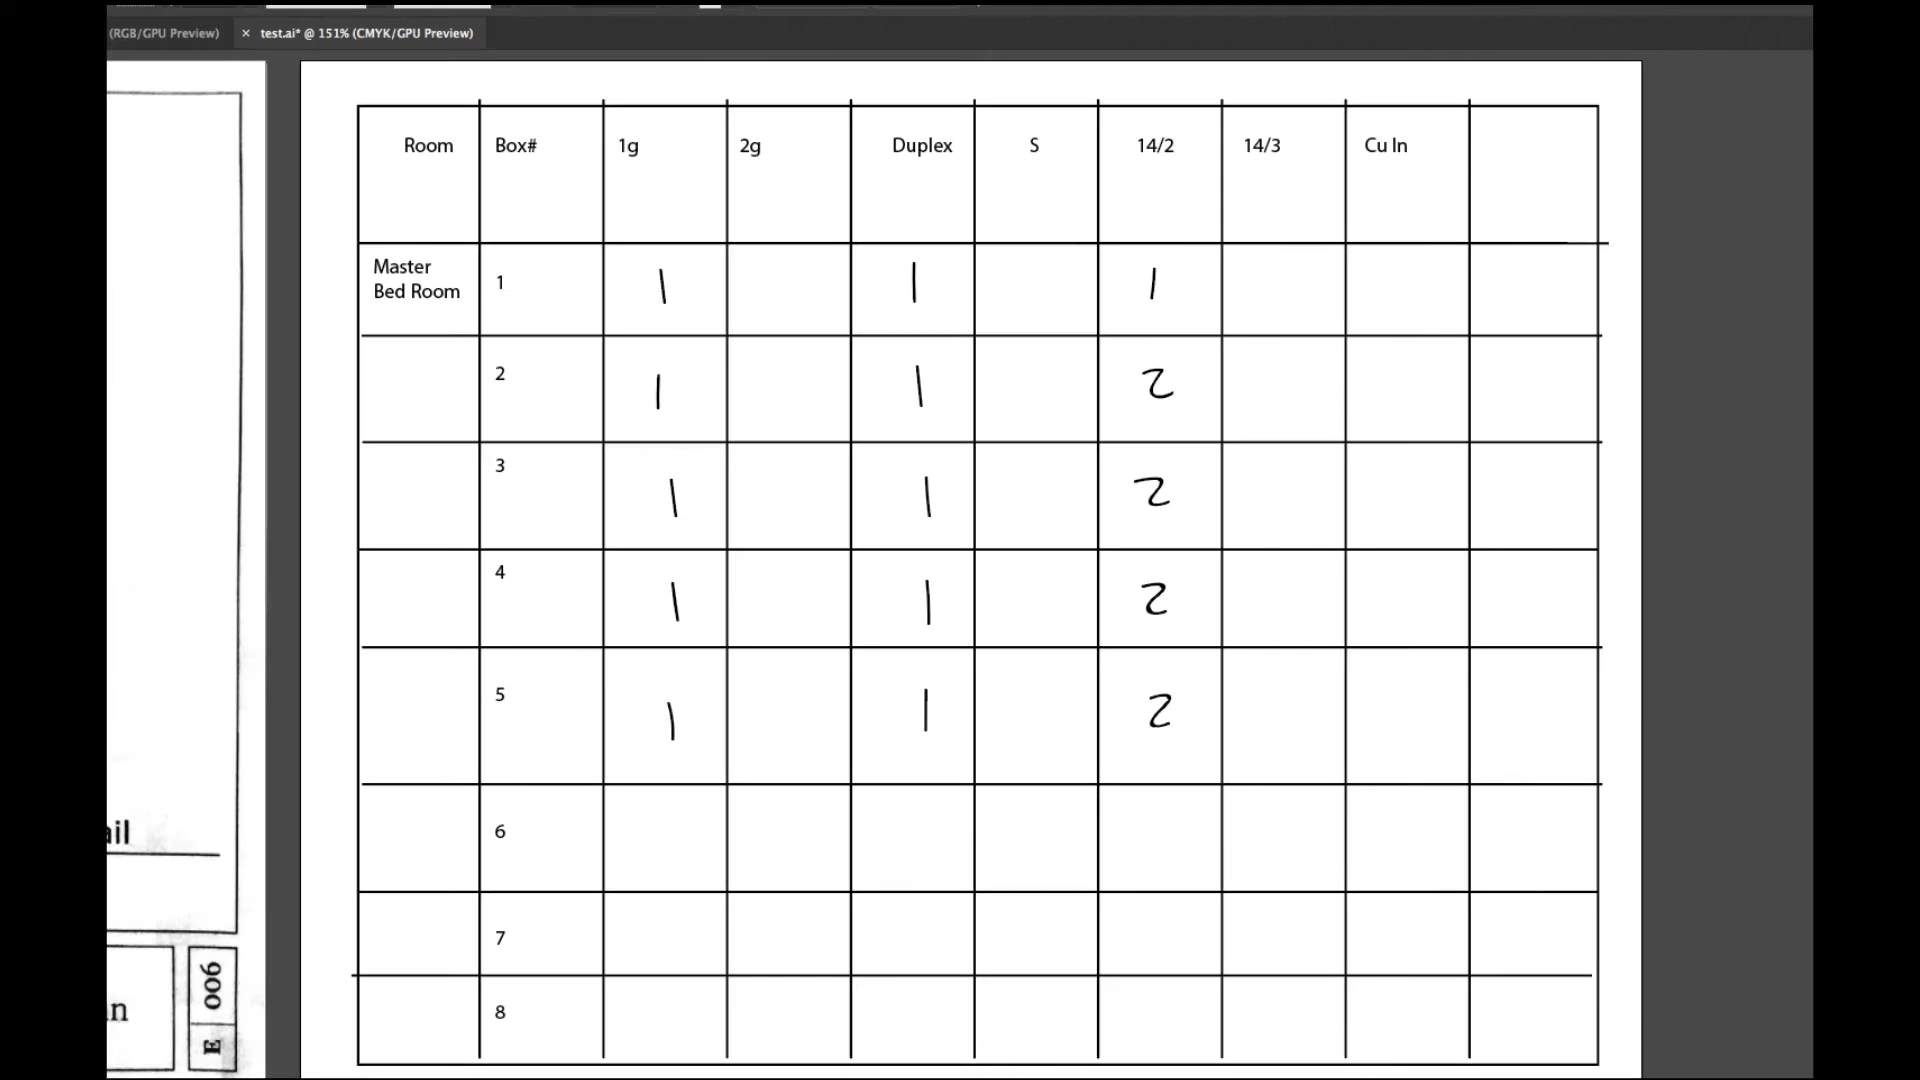 (RGB/GPU Preview) × test.ai* @ 151% (CMYK/GPU Preview)
Room Box# 1g 2g Duplex S 14/2 14/3 Cu In
Master
Bed Room 1 1 1 1
2 1 1 2
3 1 1 2
4 1 1 2
5 1 1 2
6
7
8
ail
n
E 006